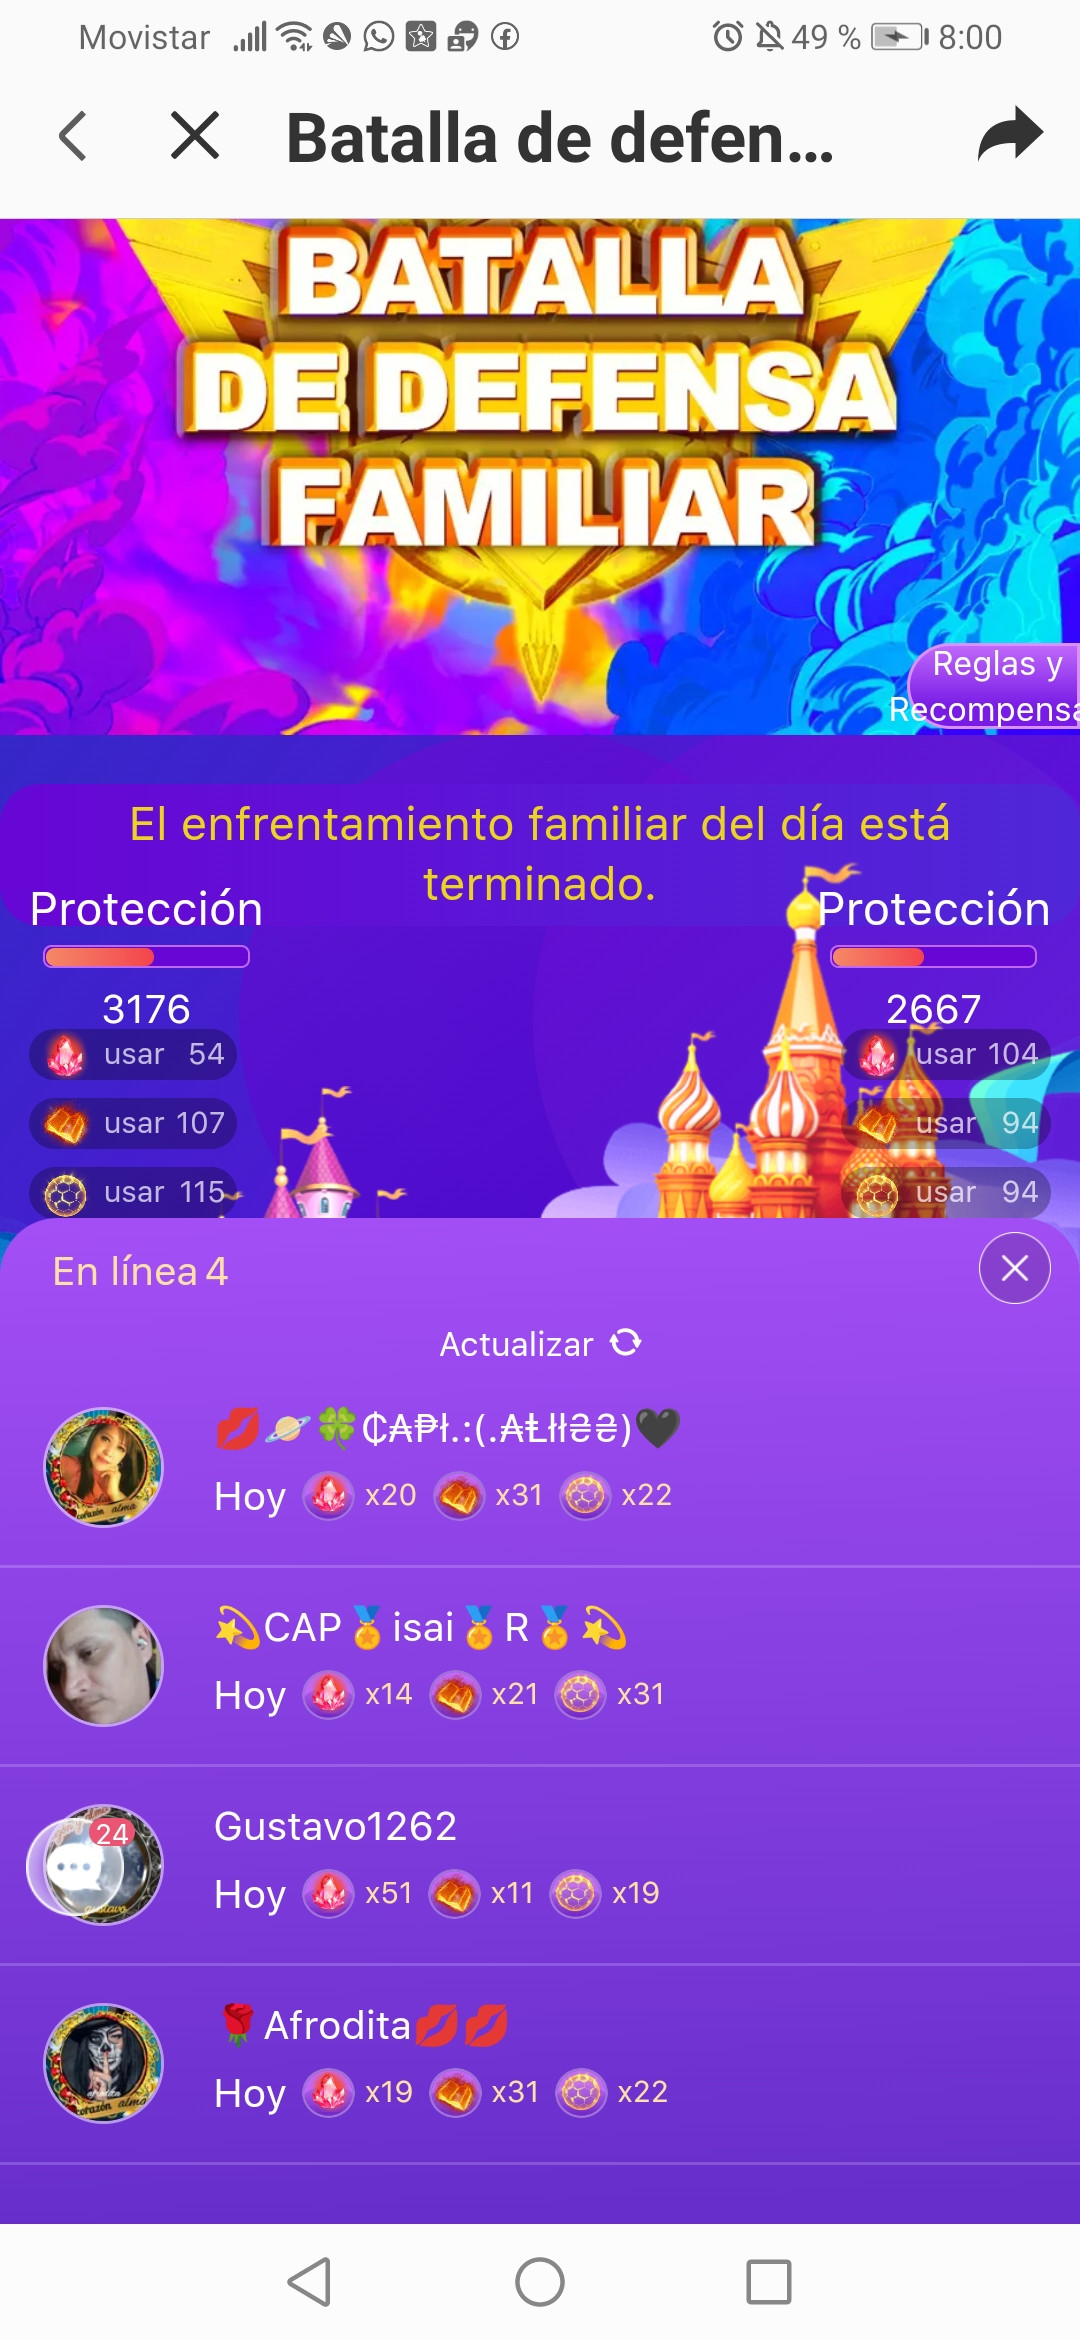 Movistar 49 % 8:00
Batalla de defen...
BATALLA
DE DEFENSA
FAMILIAR
Reglas y
Recompensa
El enfrentamiento familiar del día está
terminado.
Protección Protección
3176 2667
usar 54 usar 104
usar 107 usar 94
usar 115 usar 94
En línea 4
Actualizar
💋🪐🍀₵₳₱ł.:(.₳Ⱡłł₴₴)🖤
Hoy x20 x31 x22
💫CAP🏅isai🏅R🏅💫
Hoy x14 x21 x31
24
Gustavo1262
gustavo
Hoy x51 x11 x19
🌹Afrodita💋💋
Hoy x19 x31 x22
corazón alma